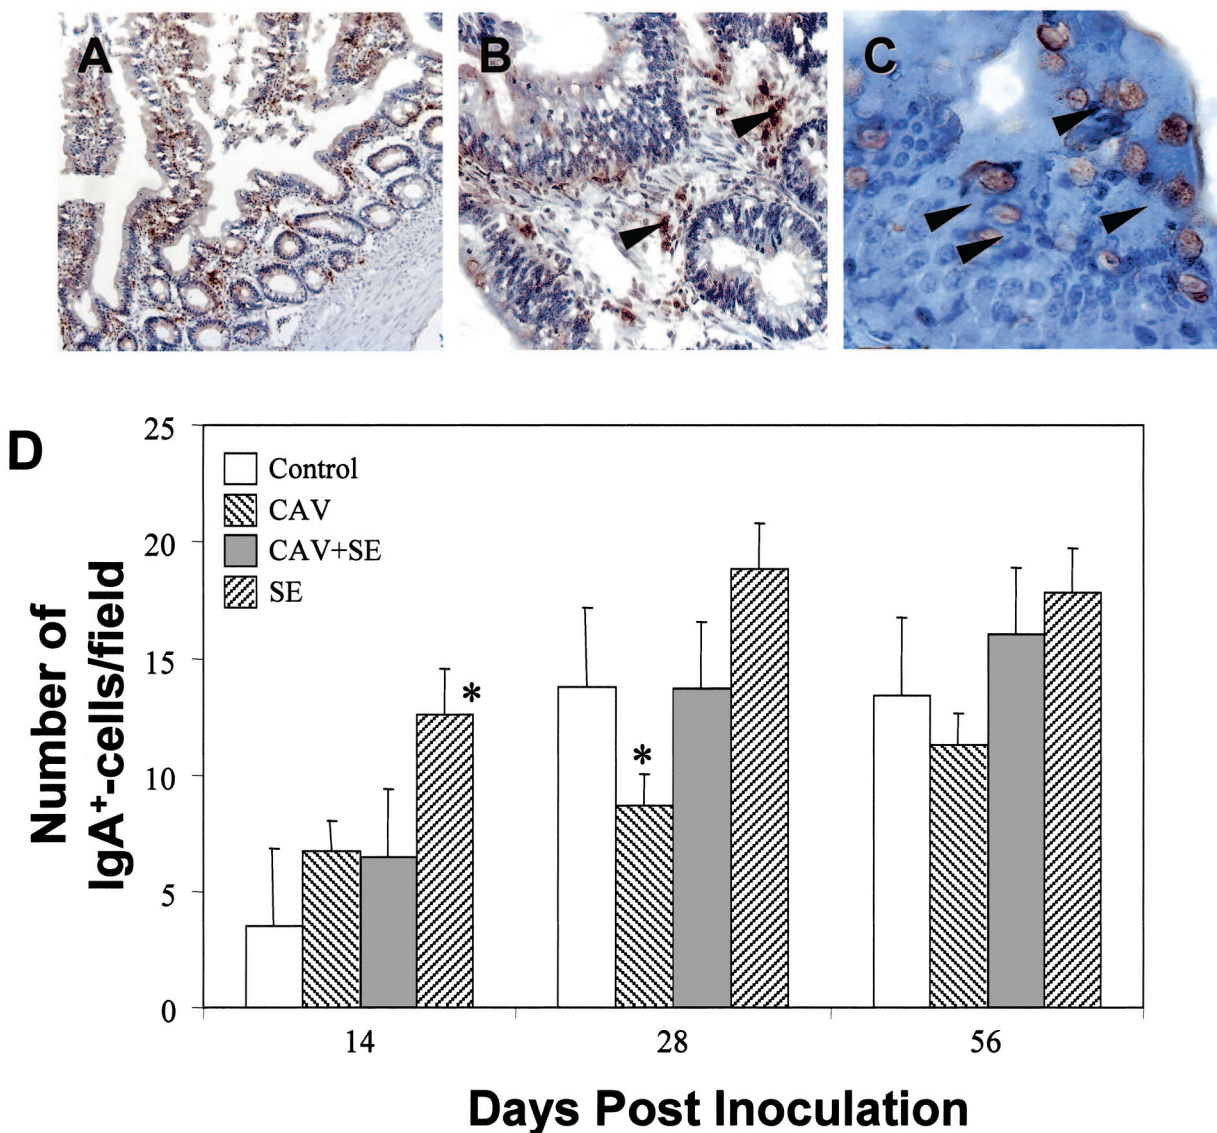 A
B
C
D
25
20
15
10
5
0
Number of
IgA⁺-cells/field
Control
CAV
CAV+SE
SE
*
*
14
28
56
Days Post Inoculation